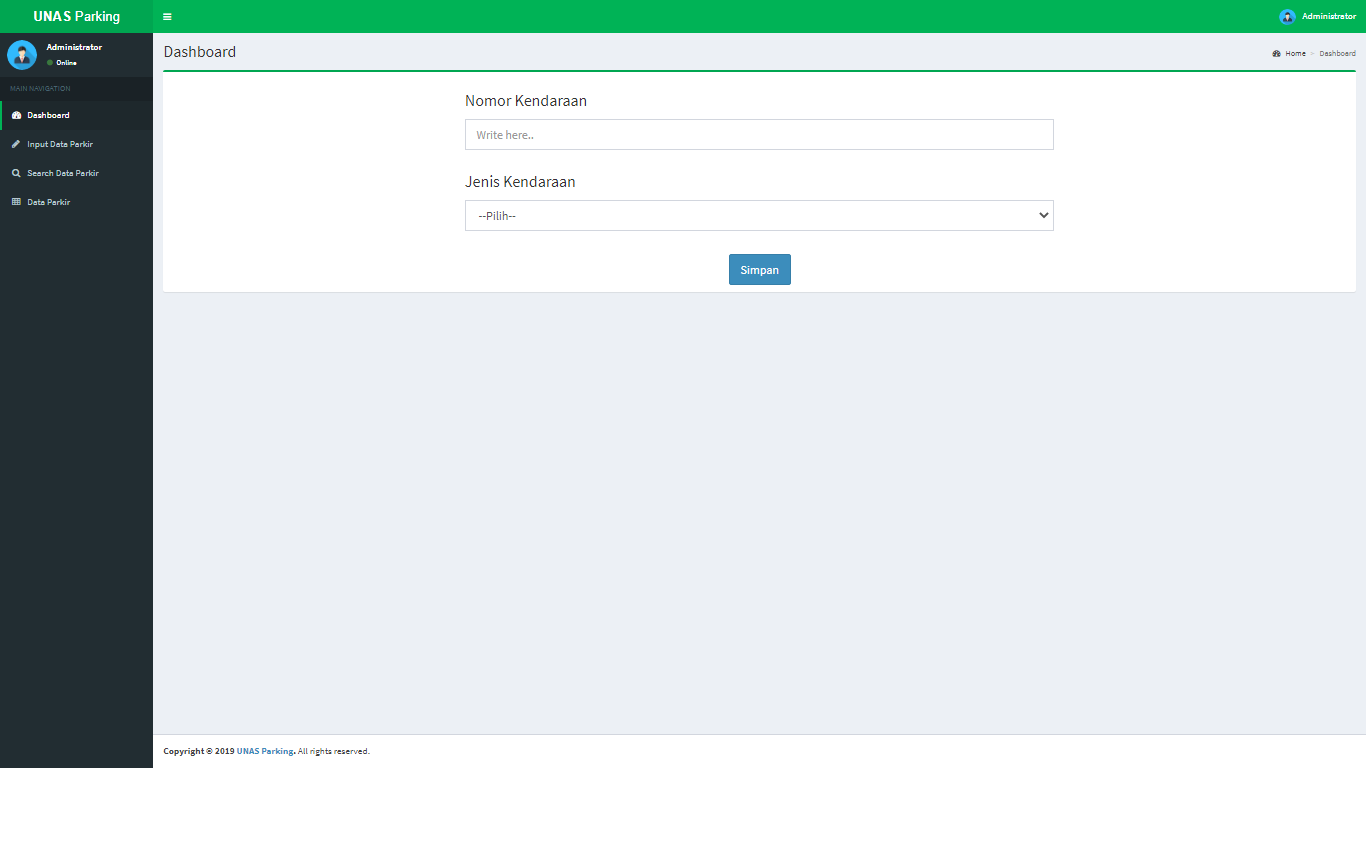 UNAS Parking
Administrator
Administrator
Online
MAIN NAVIGATION
Dashboard
Input Data Parkir
Search Data Parkir
Data Parkir
Dashboard
Home > Dashboard
Nomor Kendaraan
Write here..
Jenis Kendaraan
--Pilih--
Simpan
Copyright © 2019 UNAS Parking. All rights reserved.